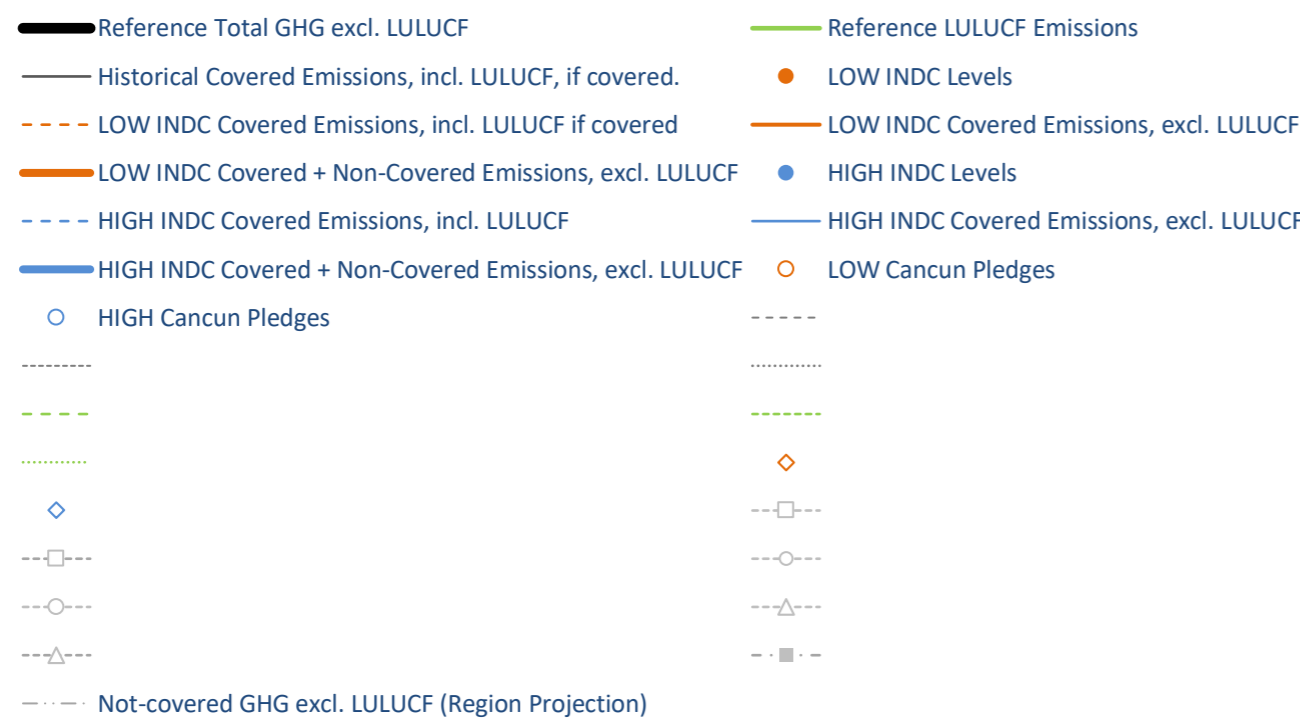 Reference Total GHG excl. LULUCF
Reference LULUCF Emissions
Historical Covered Emissions, incl. LULUCF, if covered.
LOW INDC Levels
LOW INDC Covered Emissions, incl. LULUCF if covered
LOW INDC Covered Emissions, excl. LULUCF
LOW INDC Covered + Non-Covered Emissions, excl. LULUCF
HIGH INDC Levels
HIGH INDC Covered Emissions, incl. LULUCF
HIGH INDC Covered Emissions, excl. LULUCF
HIGH INDC Covered + Non-Covered Emissions, excl. LULUCF
LOW Cancun Pledges
HIGH Cancun Pledges
Not-covered GHG excl. LULUCF (Region Projection)